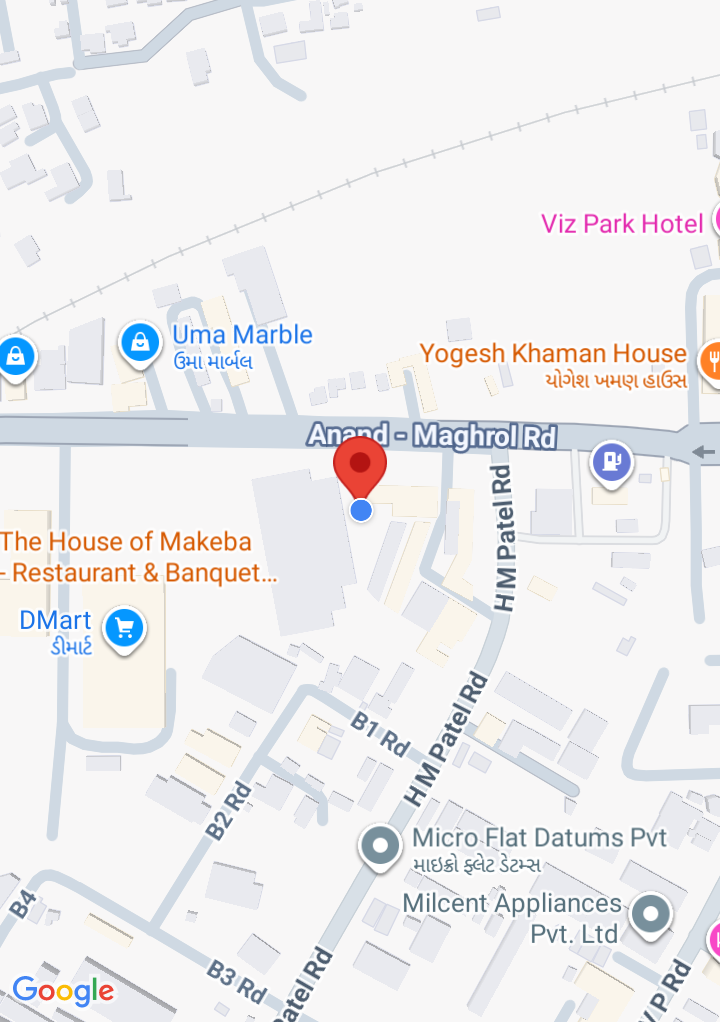 Viz Park Hotel
Uma Marble
ઉમા માર્બલ
Yogesh Khaman House
યોગેશ ખમણ હાઉસ
Anand - Maghrol Rd
H M Patel Rd
The House of Makeba
- Restaurant & Banquet...
DMart
ડીમાર્ટ
H M Patel Rd
B1 Rd
B2 Rd
Micro Flat Datums Pvt
માઇક્રો ફ્લેટ ડેટમ્સ
Milcent Appliances
Pvt. Ltd
B4
B3 Rd
Patel Rd
V P Rd
Google